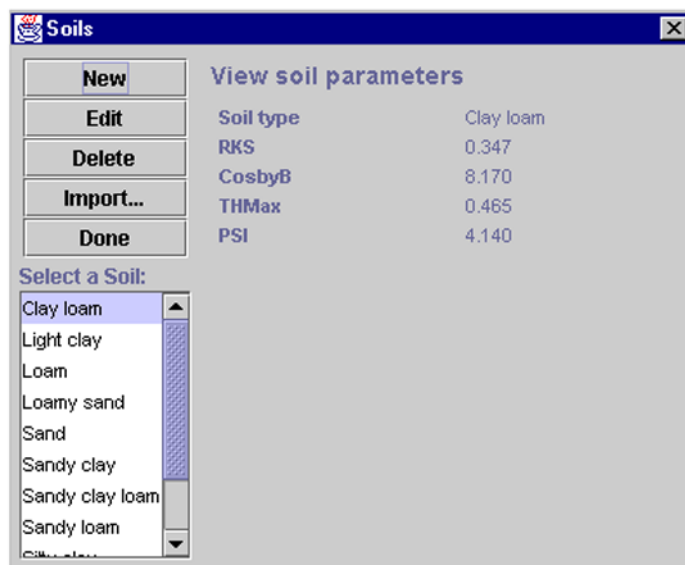 Soils
New
Edit
Delete
Import...
Done
View soil parameters
Soil type Clay loam
RKS 0.347
CosbyB 8.170
THMax 0.465
PSI 4.140
Select a Soil:
Clay loam
Light clay
Loam
Loamy sand
Sand
Sandy clay
Sandy clay loam
Sandy loam